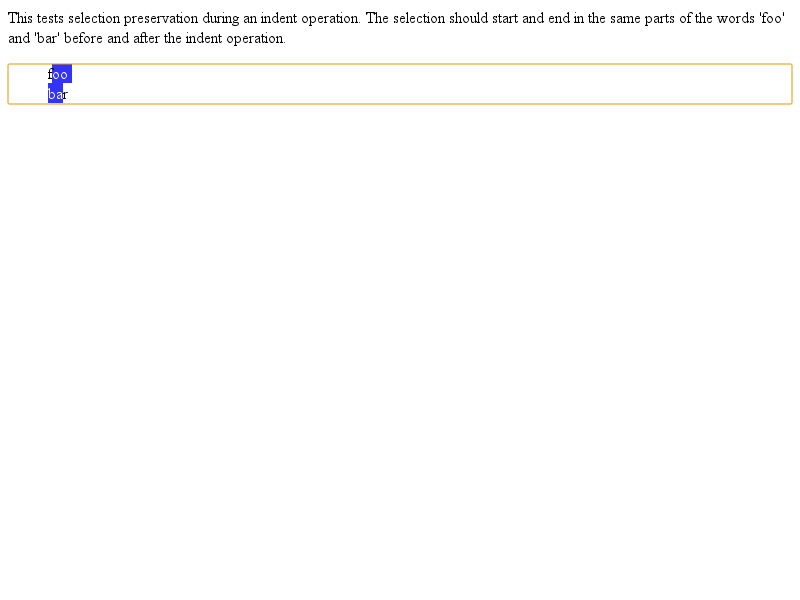 This tests selection preservation during an indent operation. The selection should start and end in the same parts of the words 'foo'
and 'bar' before and after the indent operation.
foo
bar